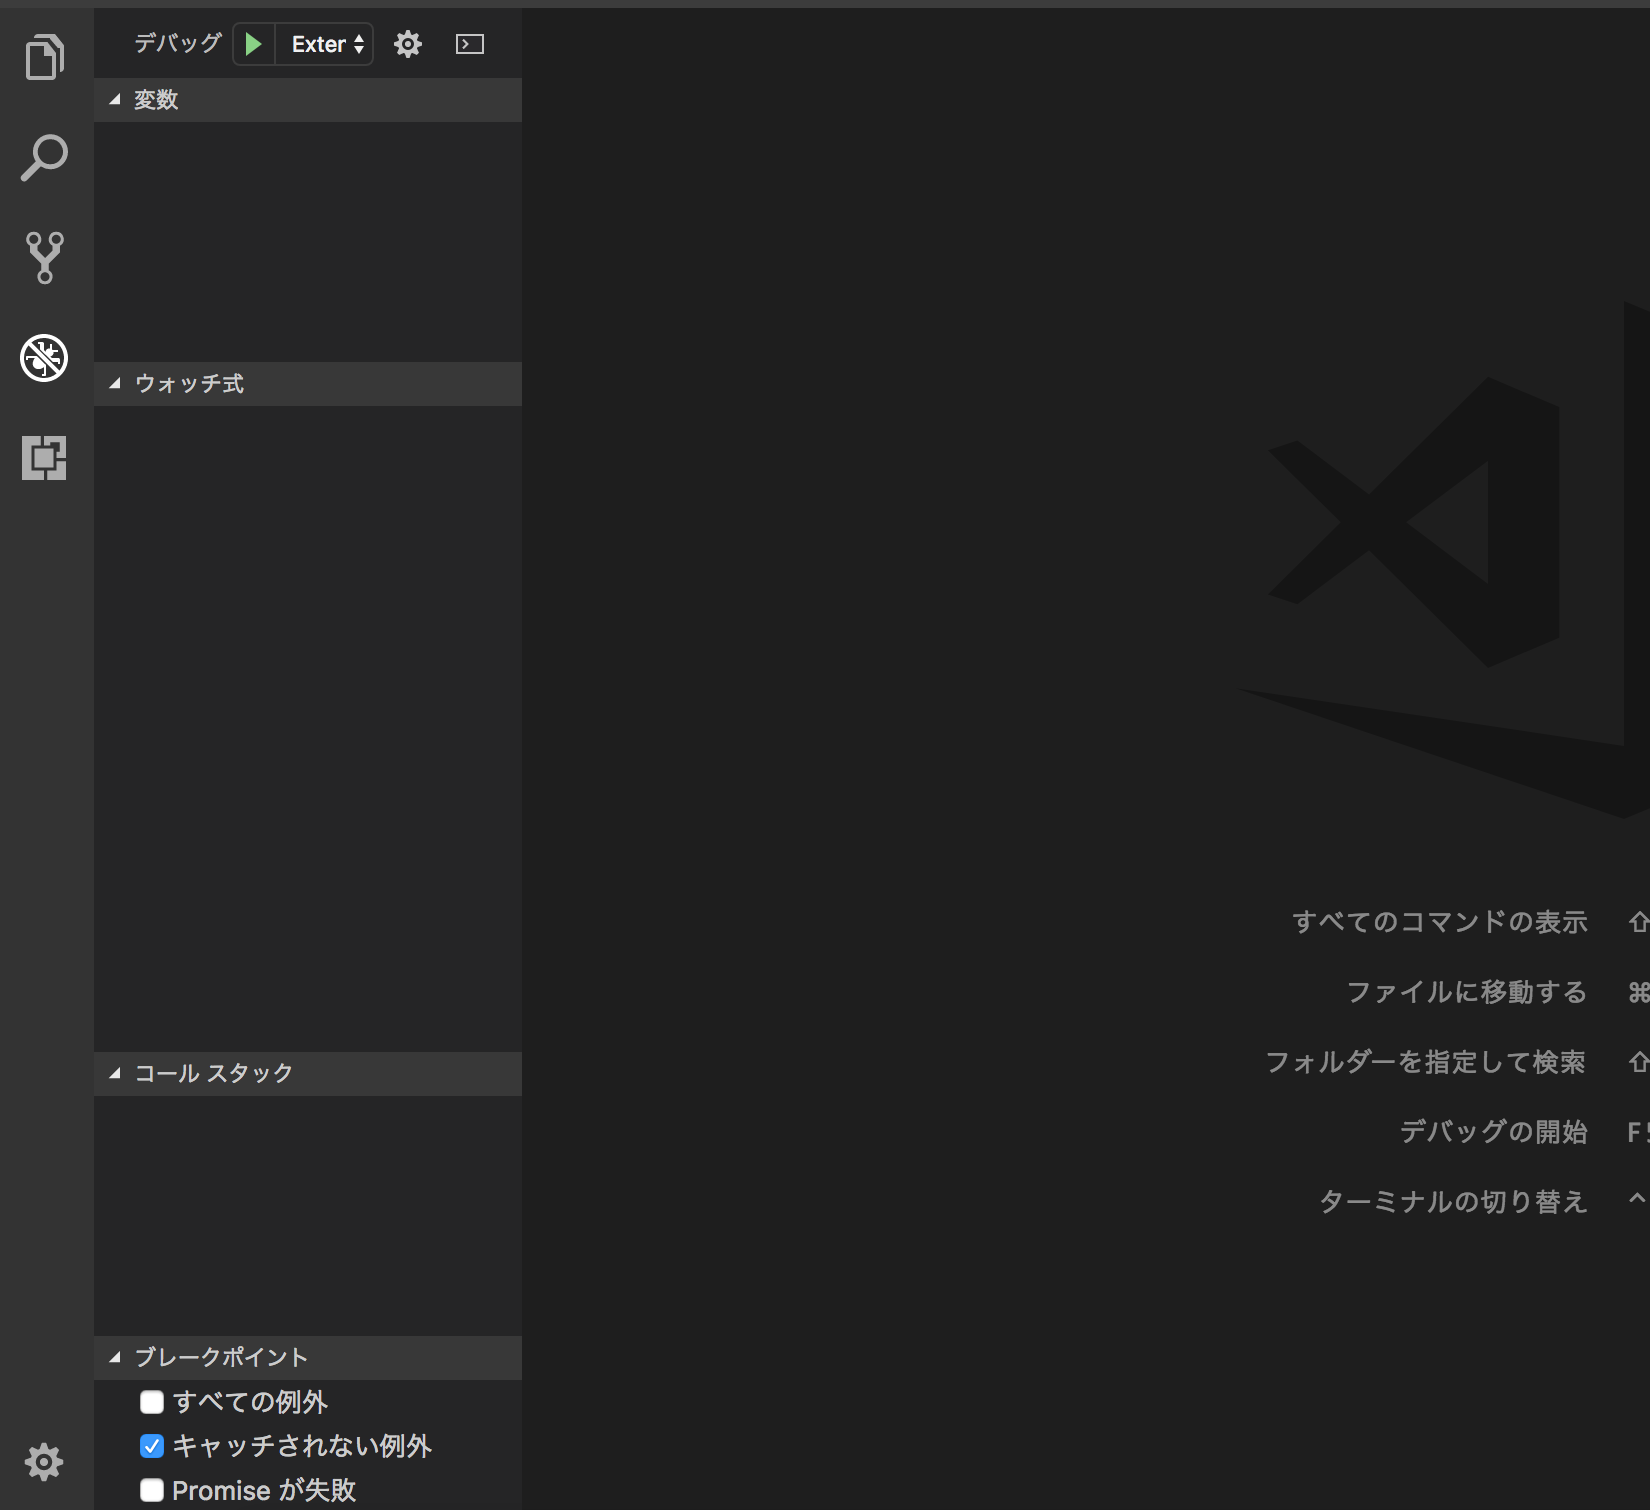 デバッグ Exter
変数
ウォッチ式
コール スタック
ブレークポイント
すべての例外
キャッチされない例外
Promise が失敗
すべてのコマンドの表示 ⇧
ファイルに移動する ⌘
フォルダーを指定して検索 ⇧
デバッグの開始 F5
ターミナルの切り替え ^